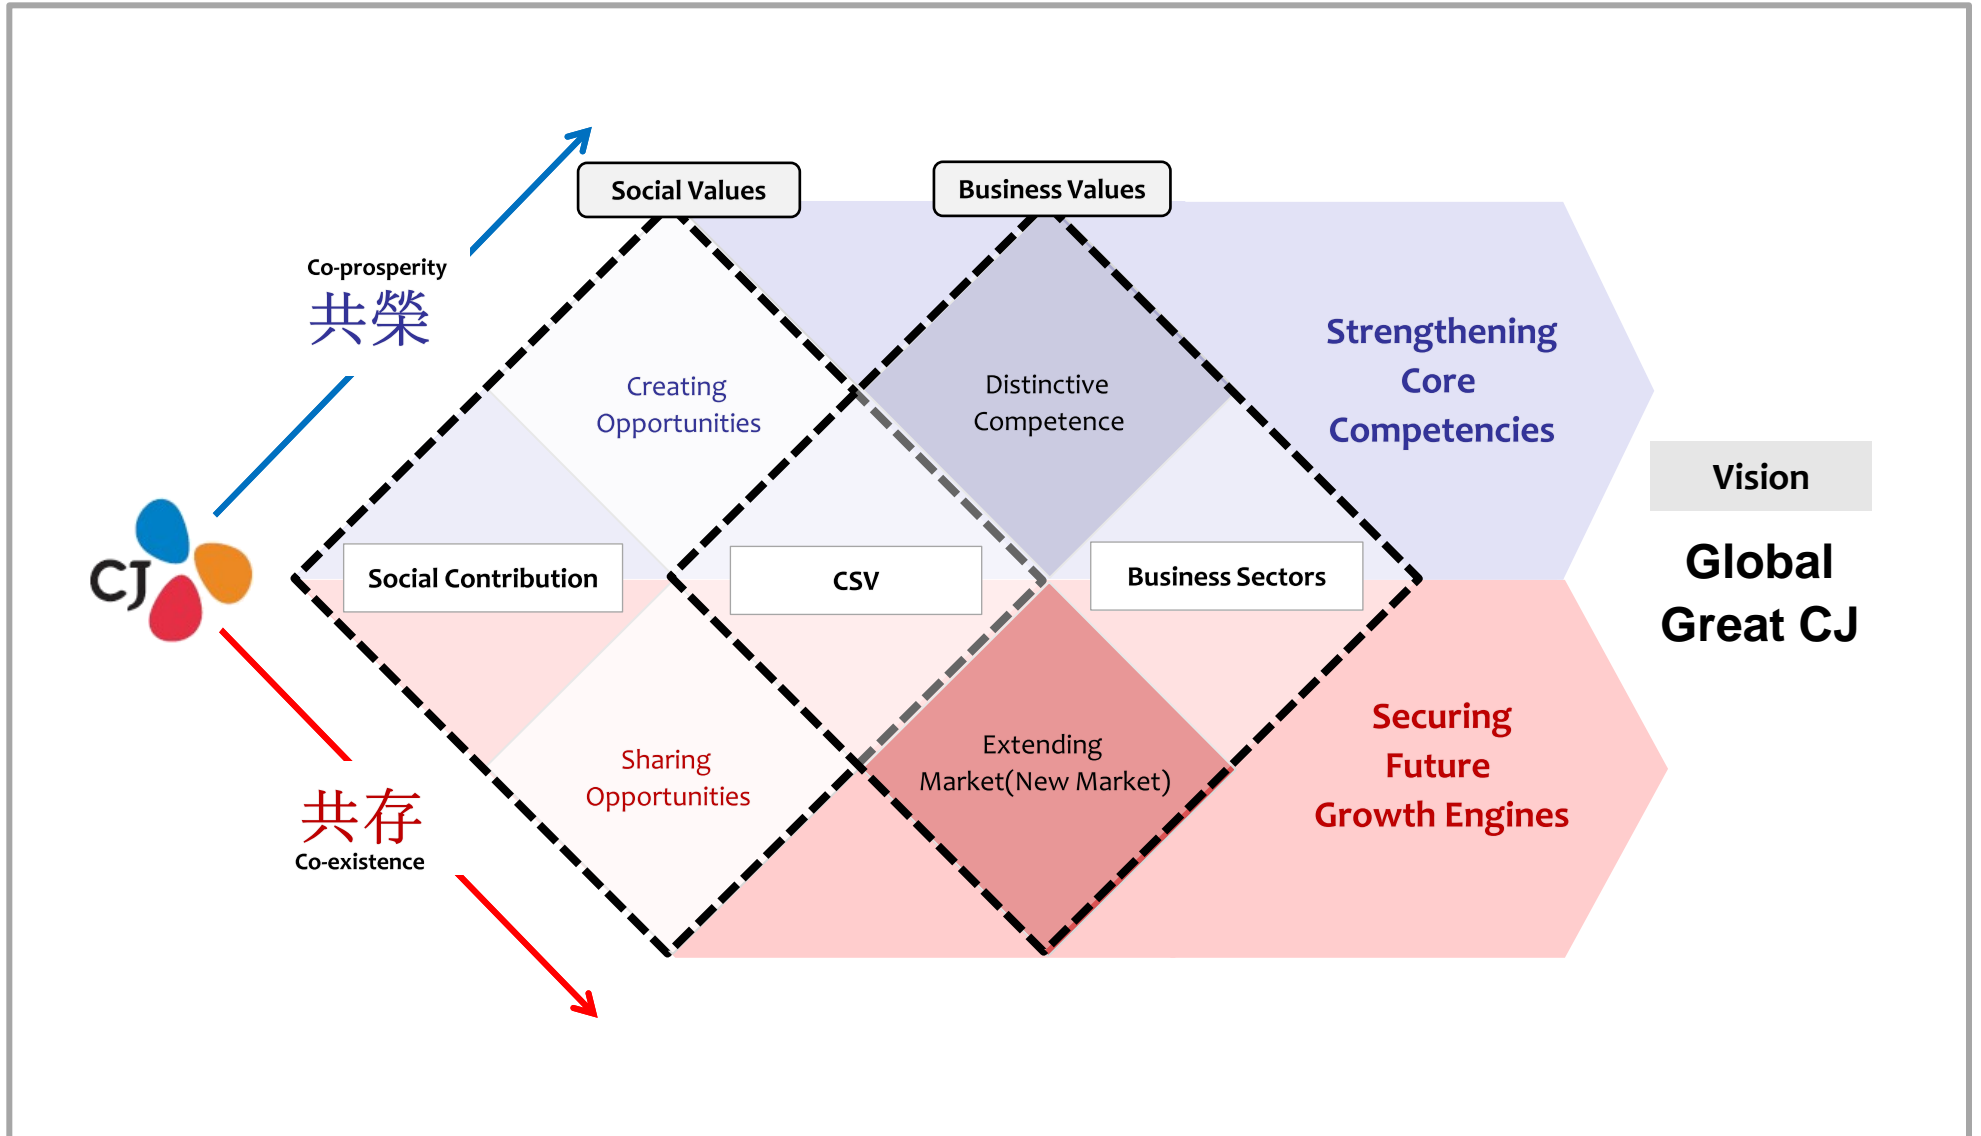 Social Values
Business Values
Co-prosperity
共榮
Strengthening
Core
Competencies
Creating
Opportunities
Distinctive
Competence
Vision
Global
Great CJ
CJ
Social Contribution
CSV
Business Sectors
Securing
Future
Growth Engines
Sharing
Opportunities
Extending
Market(New Market)
共存
Co-existence